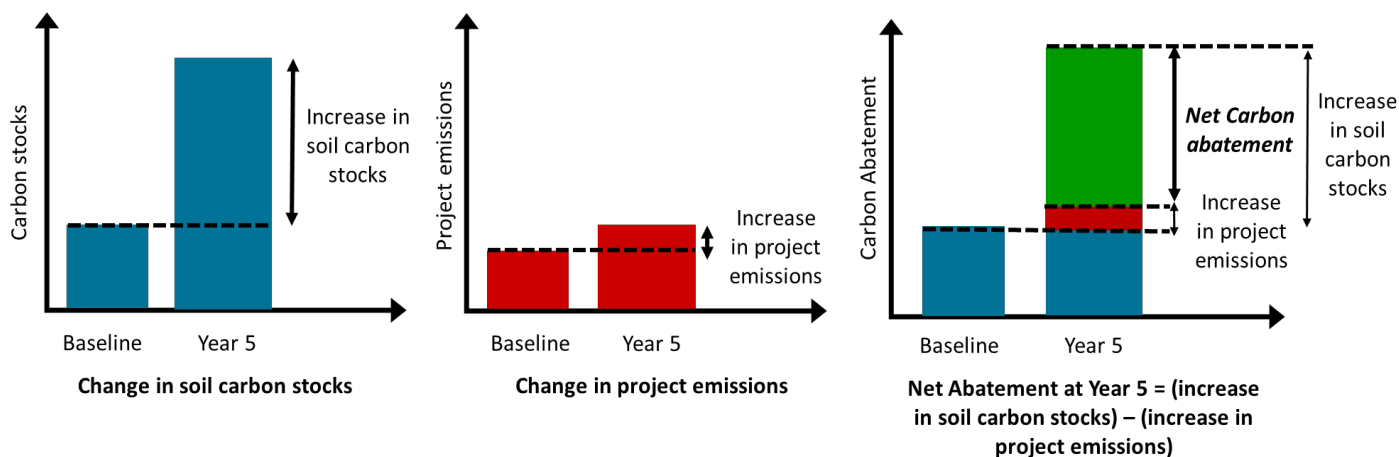 Carbon stocks
Increase in
soil carbon
stocks
Baseline
Year 5
Change in soil carbon stocks
Project emissions
Increase
in project
emissions
Baseline
Year 5
Change in project emissions
Carbon Abatement
Net Carbon
abatement
Increase
in soil
carbon
stocks
Increase
in project
emissions
Baseline
Year 5
Net Abatement at Year 5 = (increase
in soil carbon stocks) – (increase in
project emissions)